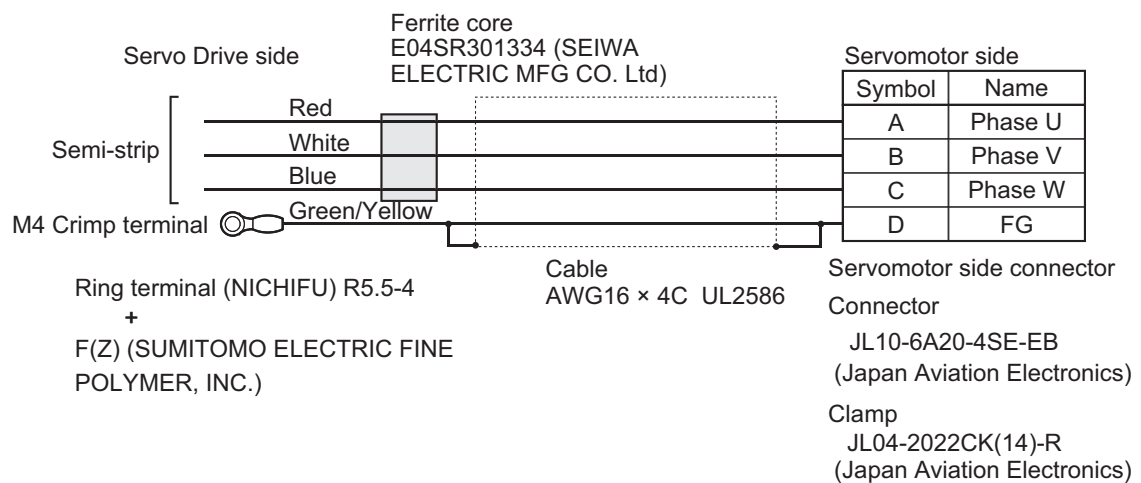 Ferrite core
E04SR301334 (SEIWA
ELECTRIC MFG CO. Ltd)
Servo Drive side
Servomotor side
Symbol Name
Red
A Phase U
White
B Phase V
Semi-strip
Blue
C Phase W
Green/Yellow
M4 Crimp terminal
D FG
Cable
AWG16 × 4C UL2586
Ring terminal (NICHIFU) R5.5-4
+
F(Z) (SUMITOMO ELECTRIC FINE
POLYMER, INC.)
Servomotor side connector
Connector
JL10-6A20-4SE-EB
(Japan Aviation Electronics)
Clamp
JL04-2022CK(14)-R
(Japan Aviation Electronics)